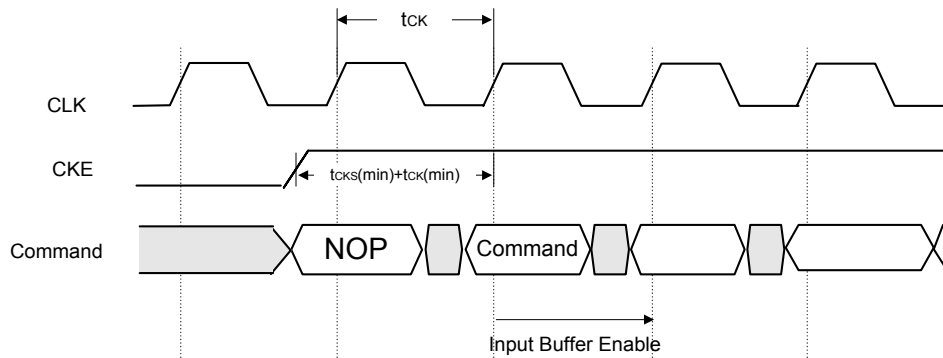 tCK
CLK
CKE
tCKS(min)+tCK(min)
Command
NOP
Command
Input Buffer Enable